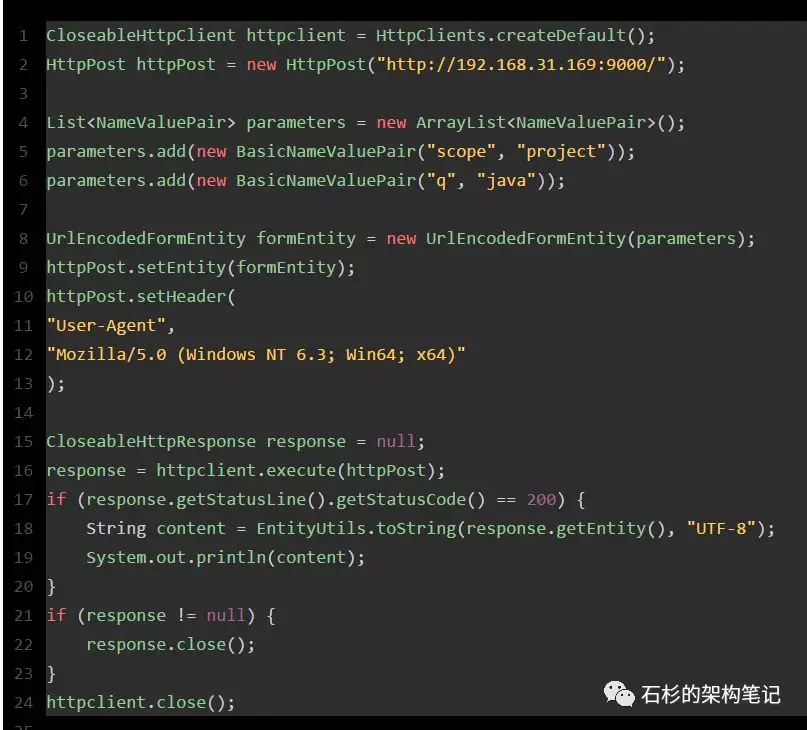 1 CloseableHttpClient httpclient = HttpClients.createDefault();
2 HttpPost httpPost = new HttpPost("http://192.168.31.169:9000/");
3
4 List<NameValuePair> parameters = new ArrayList<NameValuePair>();
5 parameters.add(new BasicNameValuePair("scope", "project"));
6 parameters.add(new BasicNameValuePair("q", "java"));
7
8 UrlEncodedFormEntity formEntity = new UrlEncodedFormEntity(parameters);
9 httpPost.setEntity(formEntity);
10 httpPost.setHeader(
11 "User-Agent",
12 "Mozilla/5.0 (Windows NT 6.3; Win64; x64)"
13 );
14
15 CloseableHttpResponse response = null;
16 response = httpclient.execute(httpPost);
17 if (response.getStatusLine().getStatusCode() == 200) {
18     String content = EntityUtils.toString(response.getEntity(), "UTF-8");
19     System.out.println(content);
20 }
21 if (response != null) {
22     response.close();
23 }
24 httpclient.close();
25
石杉的架构笔记